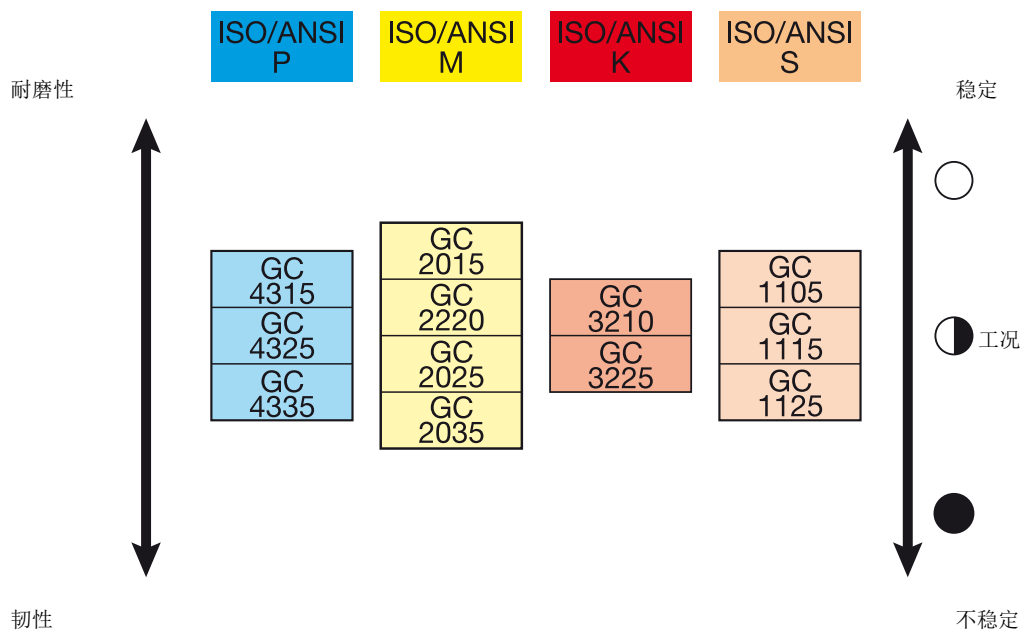 ISO/ANSI
P
ISO/ANSI
M
ISO/ANSI
K
ISO/ANSI
S
耐磨性
稳定
GC
4315
GC
4325
GC
4335
GC
2015
GC
2220
GC
2025
GC
2035
GC
3210
GC
3225
GC
1105
GC
1115
GC
1125
工况
韧性
不稳定